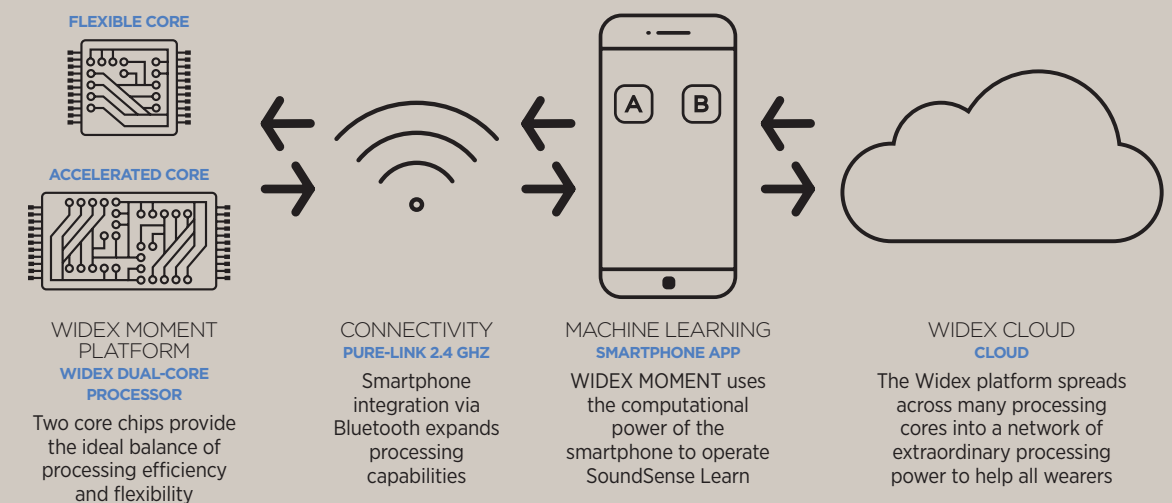 FLEXIBLE CORE
ACCELERATED CORE
A
B
WIDEX MOMENT
PLATFORM
WIDEX DUAL-CORE
PROCESSOR
Two core chips provide
the ideal balance of
processing efficiency
and flexibility
CONNECTIVITY
PURE-LINK 2.4 GHZ
Smartphone
integration via
Bluetooth expands
processing
capabilities
MACHINE LEARNING
SMARTPHONE APP
WIDEX MOMENT uses
the computational
power of the
smartphone to operate
SoundSense Learn
WIDEX CLOUD
CLOUD
The Widex platform spreads
across many processing
cores into a network of
extraordinary processing
power to help all wearers